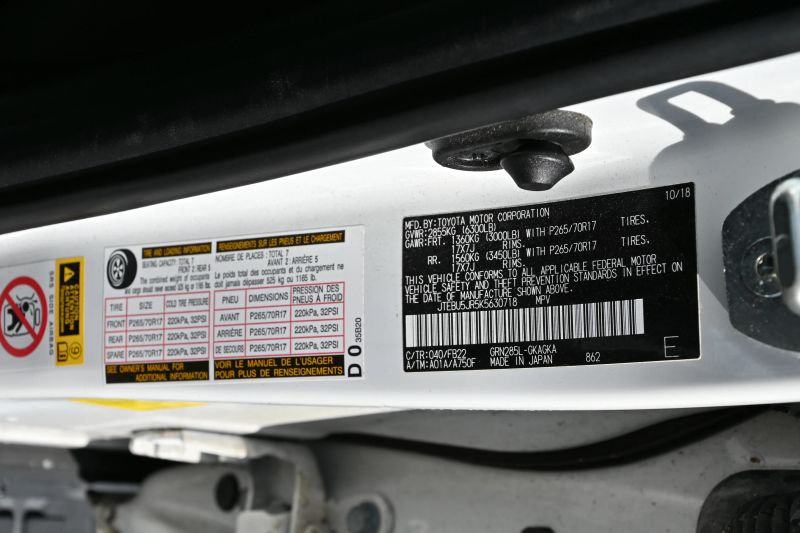 SRS SIDE AIRBAG
TIRE AND LOADING INFORMATION
RENSEIGNEMENTS SUR LES PNEUS ET LE CHARGEMENT
SEATING CAPACITY: TOTAL 7
FRONT 2: REAR 5
NOMBRE DE PLACES: TOTAL 7
AVANT 2: ARRIÈRE 5
The combined weight of occupants and cargo should never exceed 525 kg or 1165 lbs.
Le poids total des occupants et du chargement
ne doit jamais dépasser 525 kg ou 1165 lb.
TIRE SIZE COLD TIRE PRESSURE
FRONT P265/70R17 220kPa, 32PSI
REAR P265/70R17 220kPa, 32PSI
SPARE P265/70R17 220kPa, 32PSI
PNEU DIMENSIONS PRESSION DES PNEUS À FROID
AVANT P265/70R17 220kPa, 32PSI
ARRIÈRE P265/70R17 220kPa, 32PSI
DE SECOURS P265/70R17 220kPa, 32PSI
SEE OWNER'S MANUAL FOR
ADDITIONAL INFORMATION
VOIR LE MANUEL DE L'USAGER
POUR PLUS DE RENSEIGNEMENTS
D0 35B20
10/18
MFD.BY: TOYOTA MOTOR CORPORATION
GVWR:2855KG (6300LB)
GAWR:FRT. 1360KG (3000LB) WITH P265/70R17 TIRES.
17X7J RIMS.
RR. 1560KG (3450LB) WITH P265/70R17 TIRES.
17X7J RIMS.
THIS VEHICLE CONFORMS TO ALL APPLICABLE FEDERAL MOTOR
VEHICLE SAFETY AND THEFT PREVENTION STANDARDS IN EFFECT ON
THE DATE OF MANUFACTURE SHOWN ABOVE.
JTEBU5JR5K5630718 MPV
C/TR:040/FB22 GRN285L-GKAGKA
A/TM:A01A/A750F MADE IN JAPAN 862
E